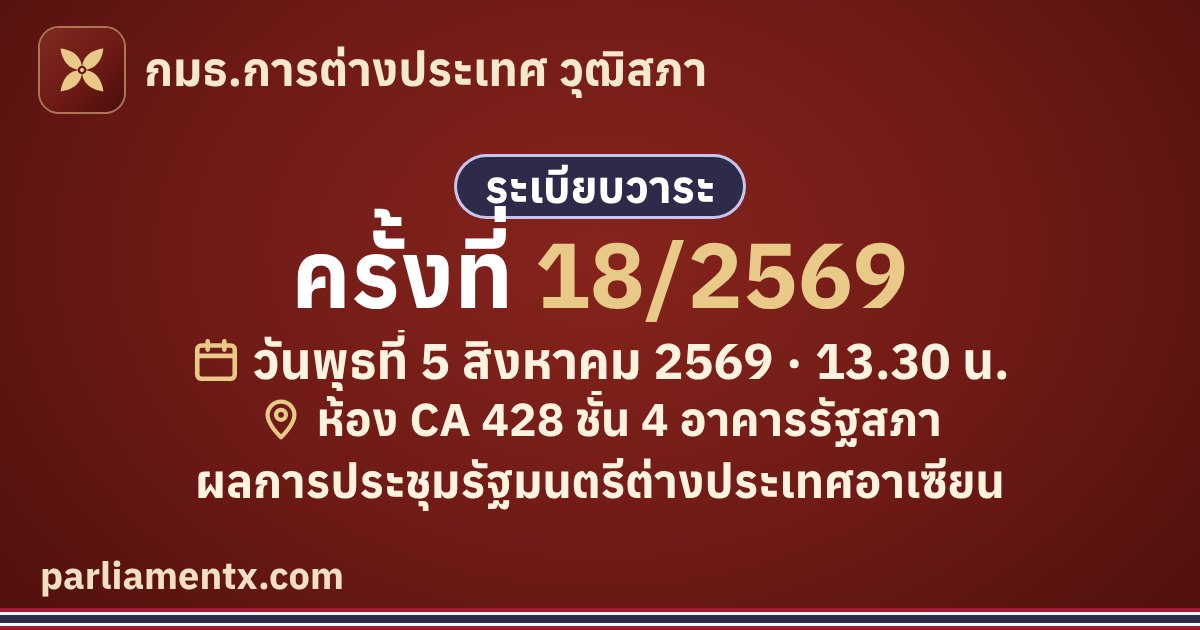 กมธ.การต่างประเทศ วุฒิสภา
ระเบียบวาระ
ครั้งที่ 18/2569
วันพุธที่ 5 สิงหาคม 2569 · 13.30 น.
ห้อง CA 428 ชั้น 4 อาคารรัฐสภา
ผลการประชุมรัฐมนตรีต่างประเทศอาเซียน
parliamentx.com